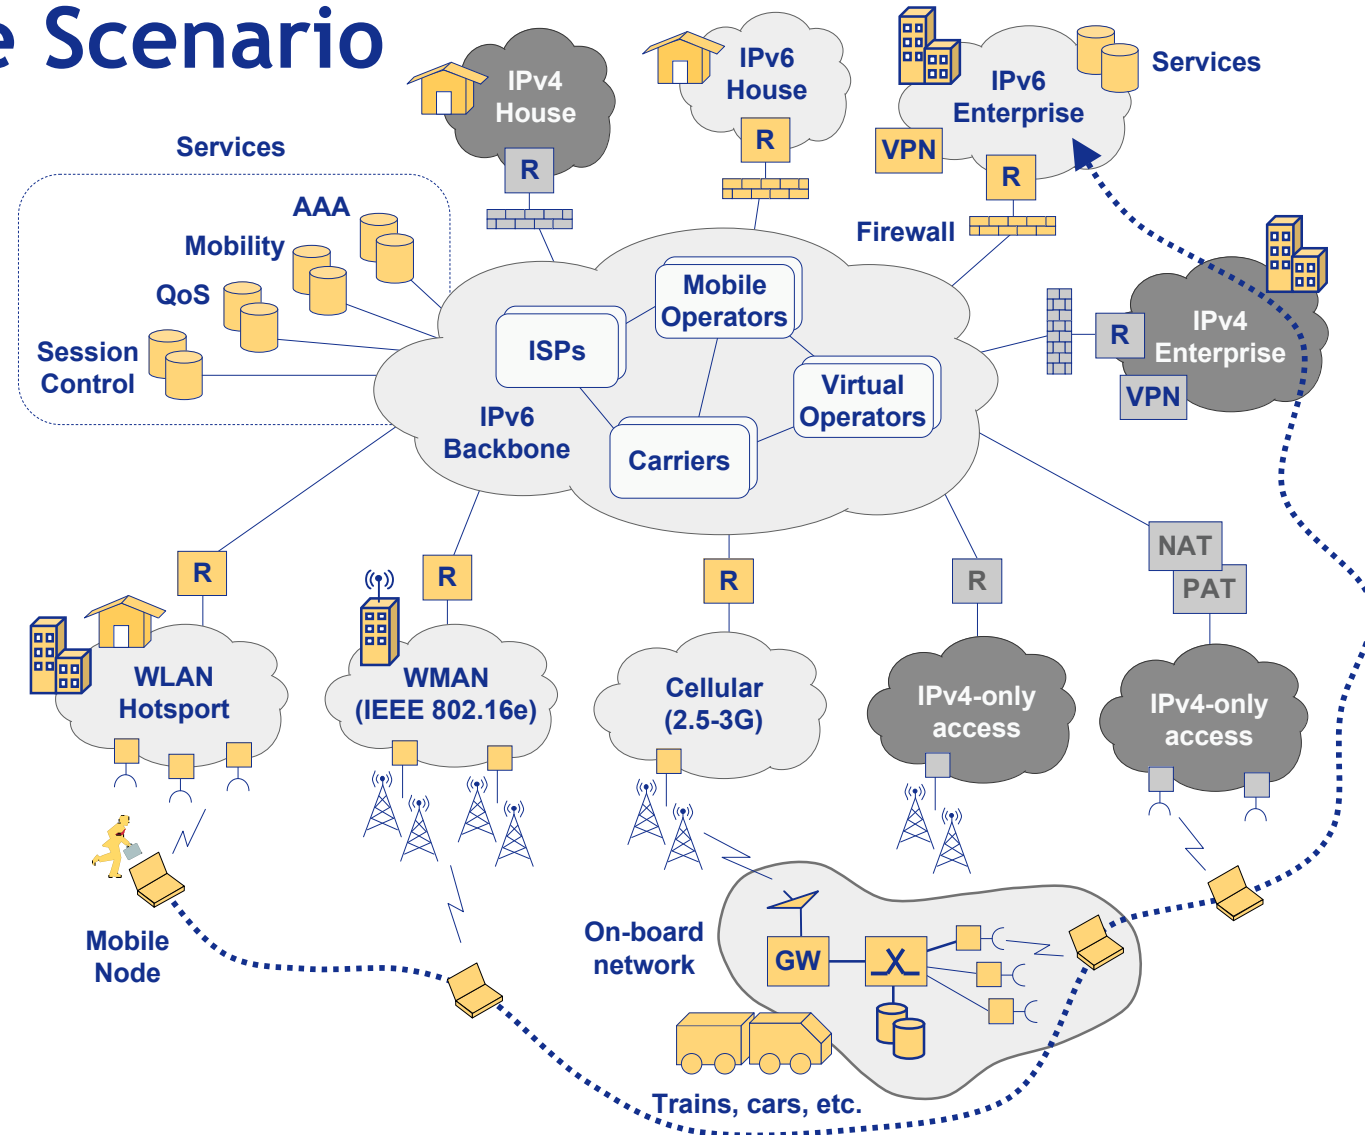 e Scenario
IPv4
House
R
IPv6
House
R
IPv6
Enterprise
Services
VPN
R
Firewall
Services
AAA
Mobility
QoS
Session
Control
IPv4
Enterprise
R
VPN
Mobile
Operators
ISPs
Virtual
Operators
IPv6
Backbone
Carriers
R
R
R
R
NAT
PAT
WLAN
Hotsport
WMAN
(IEEE 802.16e)
Cellular
(2.5-3G)
IPv4-only
access
IPv4-only
access
Mobile
Node
On-board
network
GW
X
Trains, cars, etc.